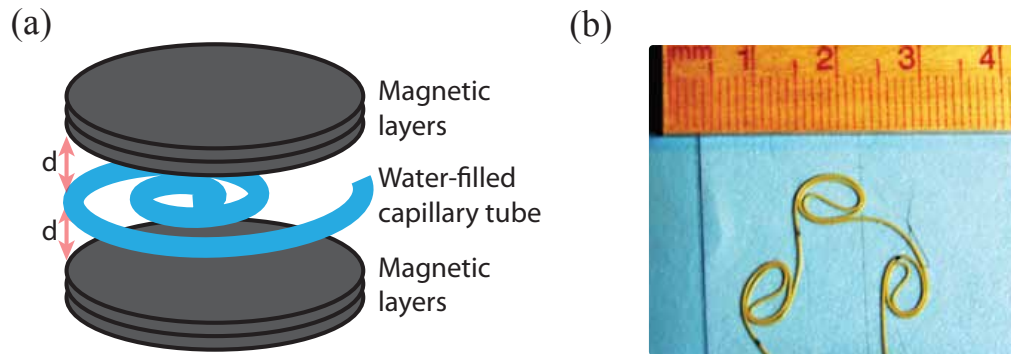 (a)
Magnetic
layers
d
Water-filled
capillary tube
d
Magnetic
layers
(b)
mm 1 2 3 4